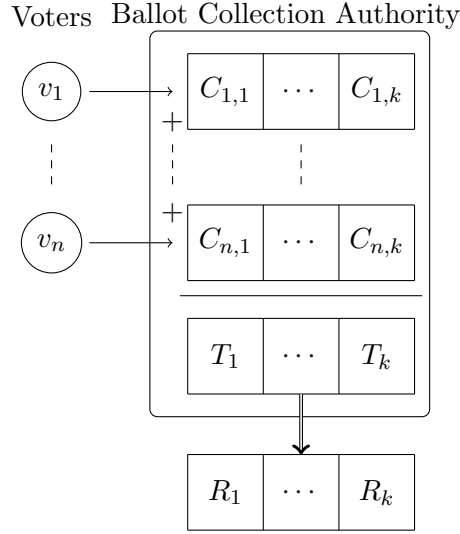 Voters Ballot Collection Authority
v₁ C₁,₁ ⋯ C₁,ₖ
+
+
vₙ Cₙ,₁ ⋯ Cₙ,ₖ
T₁ ⋯ Tₖ
R₁ ⋯ Rₖ